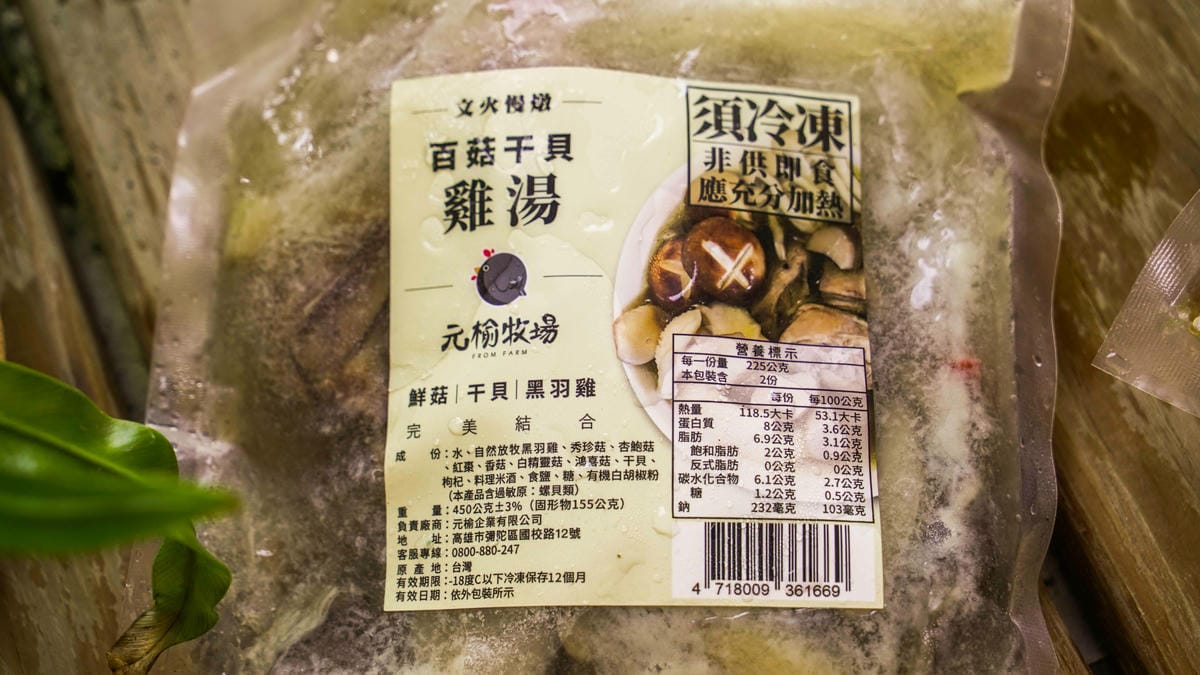 文火慢燉
百菇干貝
雞湯
元榆牧場
FROM FARM
鮮菇｜干貝｜黑羽雞
完美結合
成份：水、自然放牧黑羽雞、秀珍菇、杏鮑菇
、紅棗、香菇、白精靈菇、鴻喜菇、干貝、
枸杞、料理米酒、食鹽、糖、有機白胡椒粉
（本產品含過敏原：螺貝類）
重量：450公克±3%（固形物155公克）
負責廠商：元榆企業有限公司
地址：高雄市彌陀區國校路12號
客服專線：0800-880-247
原產地：台灣
有效期限：-18度C以下冷凍保存12個月
有效日期：依外包裝所示
須冷凍
非供即食
應充分加熱
營養標示
每一份量 225公克
本包裝含 2份
每份 每100公克
熱量 118.5大卡 53.1大卡
蛋白質 8公克 3.6公克
脂肪 6.9公克 3.1公克
飽和脂肪 2公克 0.9公克
反式脂肪 0公克 0公克
碳水化合物 6.1公克 2.7公克
糖 1.2公克 0.5公克
鈉 232毫克 103毫克
4 718009 361669